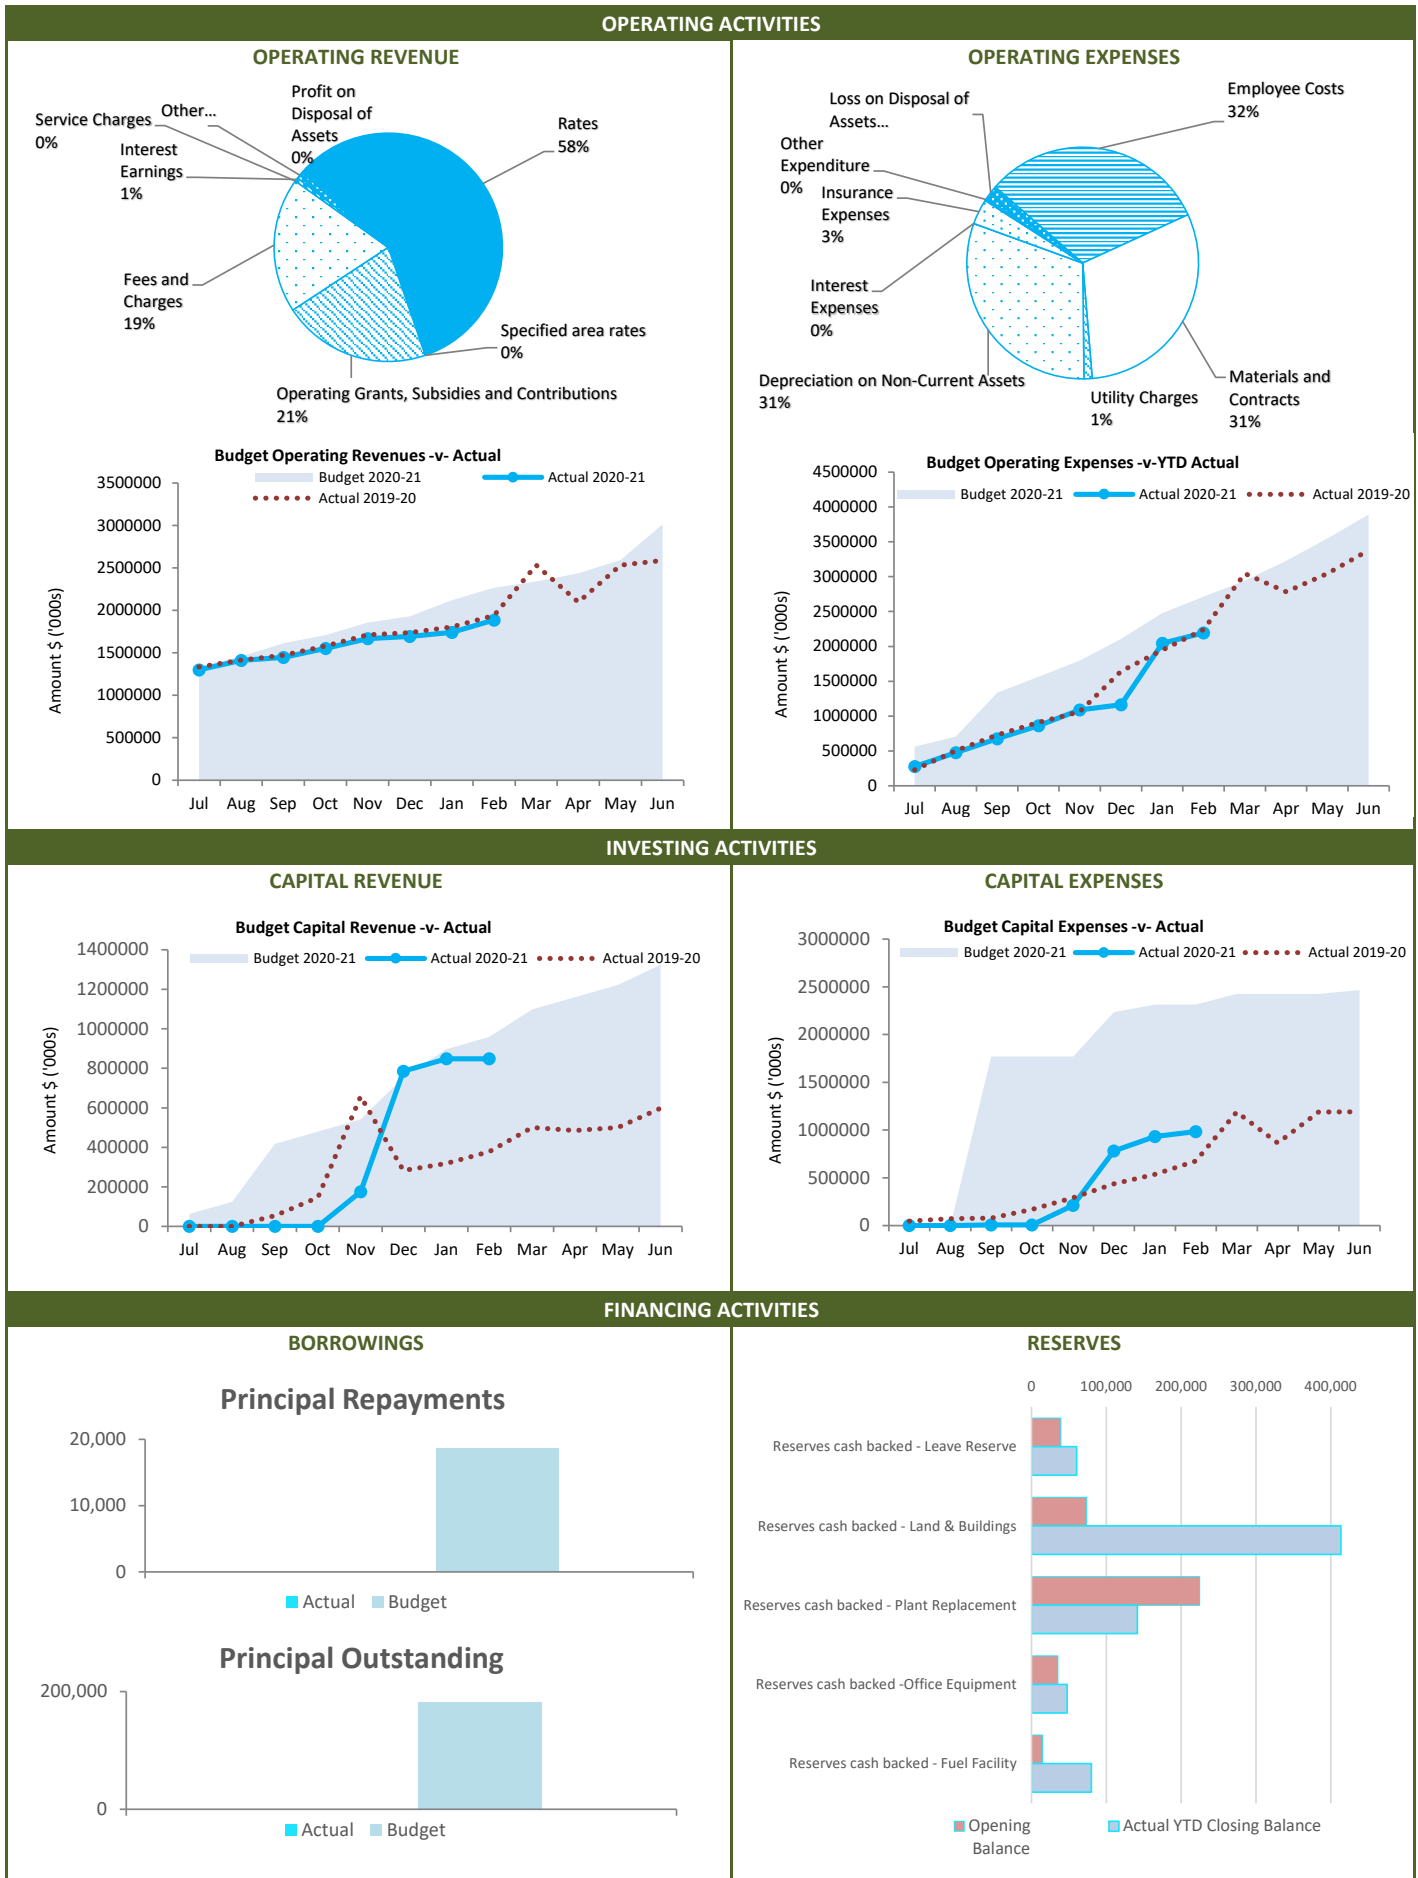 OPERATING ACTIVITIES
OPERATING REVENUE
Profit on
Disposal of
Assets
0%
Other...
Service Charges
0%
Interest
Earnings
1%
Rates
58%
Fees and
Charges
19%
Specified area rates
0%
Operating Grants, Subsidies and Contributions
21%
Budget Operating Revenues -v- Actual
Budget 2020-21
Actual 2020-21
Actual 2019-20
Amount $ ('000s)
3500000
3000000
2500000
2000000
1500000
1000000
500000
0
Jul Aug Sep Oct Nov Dec Jan Feb Mar Apr May Jun
OPERATING EXPENSES
Employee Costs
32%
Loss on Disposal of
Assets...
Other
Expenditure
0%
Insurance
Expenses
3%
Interest
Expenses
0%
Depreciation on Non-Current Assets
31%
Utility Charges
1%
Materials and
Contracts
31%
Budget Operating Expenses -v-YTD Actual
Budget 2020-21 Actual 2020-21 Actual 2019-20
Amount $ ('000s)
4500000
4000000
3500000
3000000
2500000
2000000
1500000
1000000
500000
0
Jul Aug Sep Oct Nov Dec Jan Feb Mar Apr May Jun
INVESTING ACTIVITIES
CAPITAL REVENUE
Budget Capital Revenue -v- Actual
Budget 2020-21 Actual 2020-21 Actual 2019-20
Amount $ ('000s)
1400000
1200000
1000000
800000
600000
400000
200000
0
Jul Aug Sep Oct Nov Dec Jan Feb Mar Apr May Jun
CAPITAL EXPENSES
Budget Capital Expenses -v- Actual
Budget 2020-21 Actual 2020-21 Actual 2019-20
Amount $ ('000s)
3000000
2500000
2000000
1500000
1000000
500000
0
Jul Aug Sep Oct Nov Dec Jan Feb Mar Apr May Jun
FINANCING ACTIVITIES
BORROWINGS
Principal Repayments
20,000
10,000
0
Actual Budget
Principal Outstanding
200,000
0
Actual Budget
RESERVES
0 100,000 200,000 300,000 400,000
Reserves cash backed - Leave Reserve
Reserves cash backed - Land & Buildings
Reserves cash backed - Plant Replacement
Reserves cash backed -Office Equipment
Reserves cash backed - Fuel Facility
Opening
Balance
Actual YTD Closing Balance